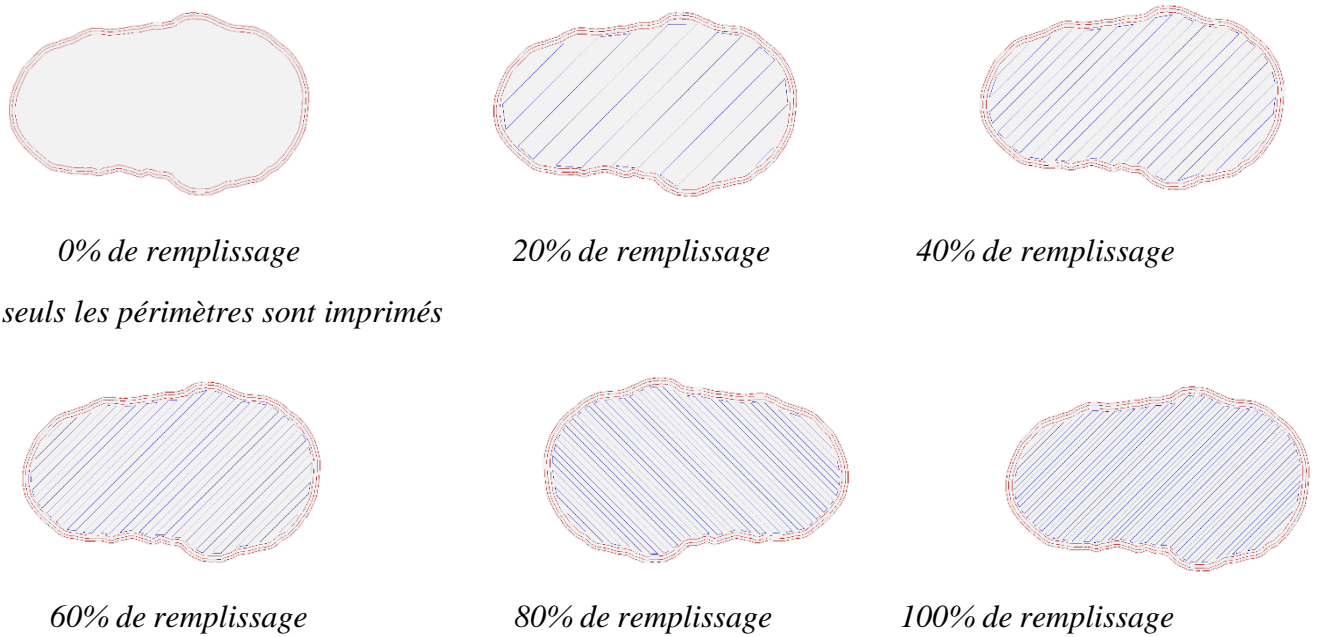 0% de remplissage
20% de remplissage
40% de remplissage
seuls les périmètres sont imprimés
60% de remplissage
80% de remplissage
100% de remplissage